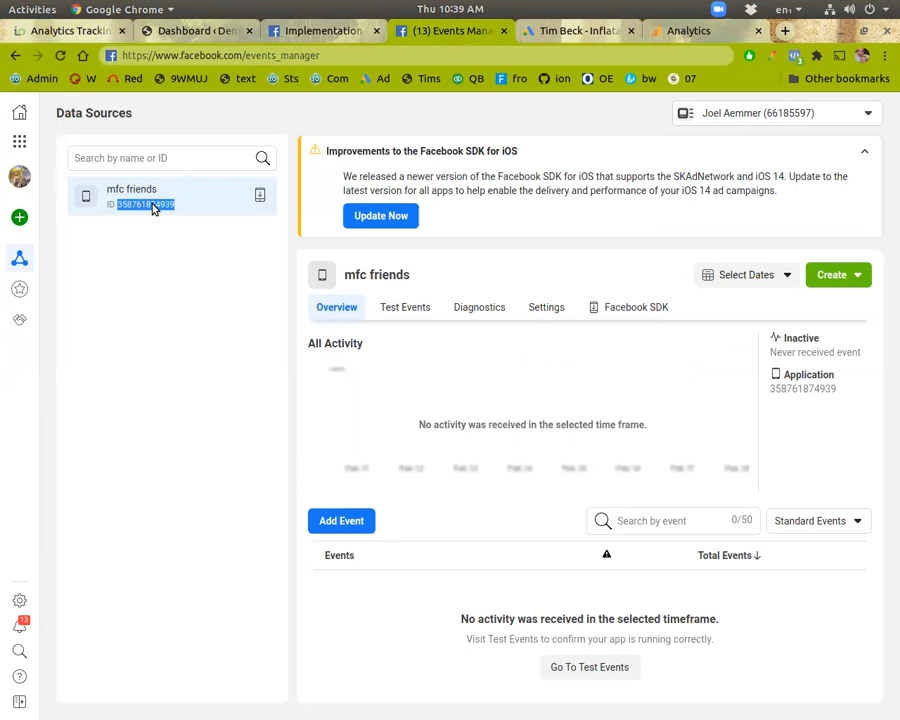 Activities
Google Chrome
Thu 10:39 AM
en₁
Analytics Trackin
Dashboard ‹ Dem
Implementation
(13) Events Mana
Tim Beck - Inflata
Analytics
https://www.facebook.com/events_manager
Admin
W
Red
9WMUJ
text
Sts
Com
Ad
Tims
QB
fro
ion
OE
bw
07
Other bookmarks
Data Sources
Joel Aemmer (66185597)
Search by name or ID
mfc friends
ID 358761874939
Improvements to the Facebook SDK for iOS
We released a newer version of the Facebook SDK for iOS that supports the SKAdNetwork and iOS 14. Update to the
latest version for all apps to help enable the delivery and performance of your iOS 14 ad campaigns.
Update Now
mfc friends
Select Dates
Create
Overview
Test Events
Diagnostics
Settings
Facebook SDK
All Activity
Inactive
Never received event
Application
358761874939
No activity was received in the selected time frame.
Add Event
Search by event
0/50
Standard Events
Events
Total Events
No activity was received in the selected timeframe.
Visit Test Events to confirm your app is running correctly.
Go To Test Events
13